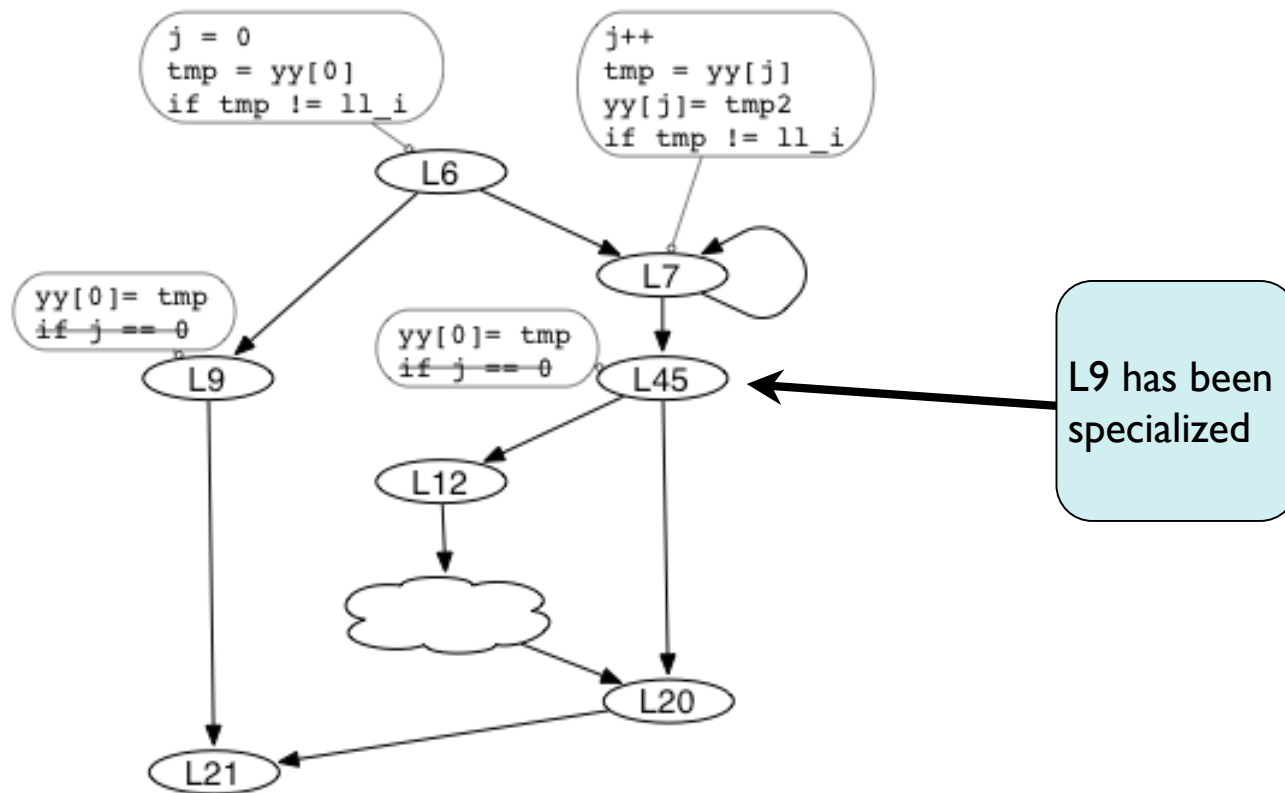 j = 0
tmp = yy[0]
if tmp != ll_i
j++
tmp = yy[j]
yy[j]= tmp2
if tmp != ll_i
L6
L7
yy[0]= tmp
if j == 0
L9
yy[0]= tmp
if j == 0
L45
L9 has been
specialized
L12
L20
L21